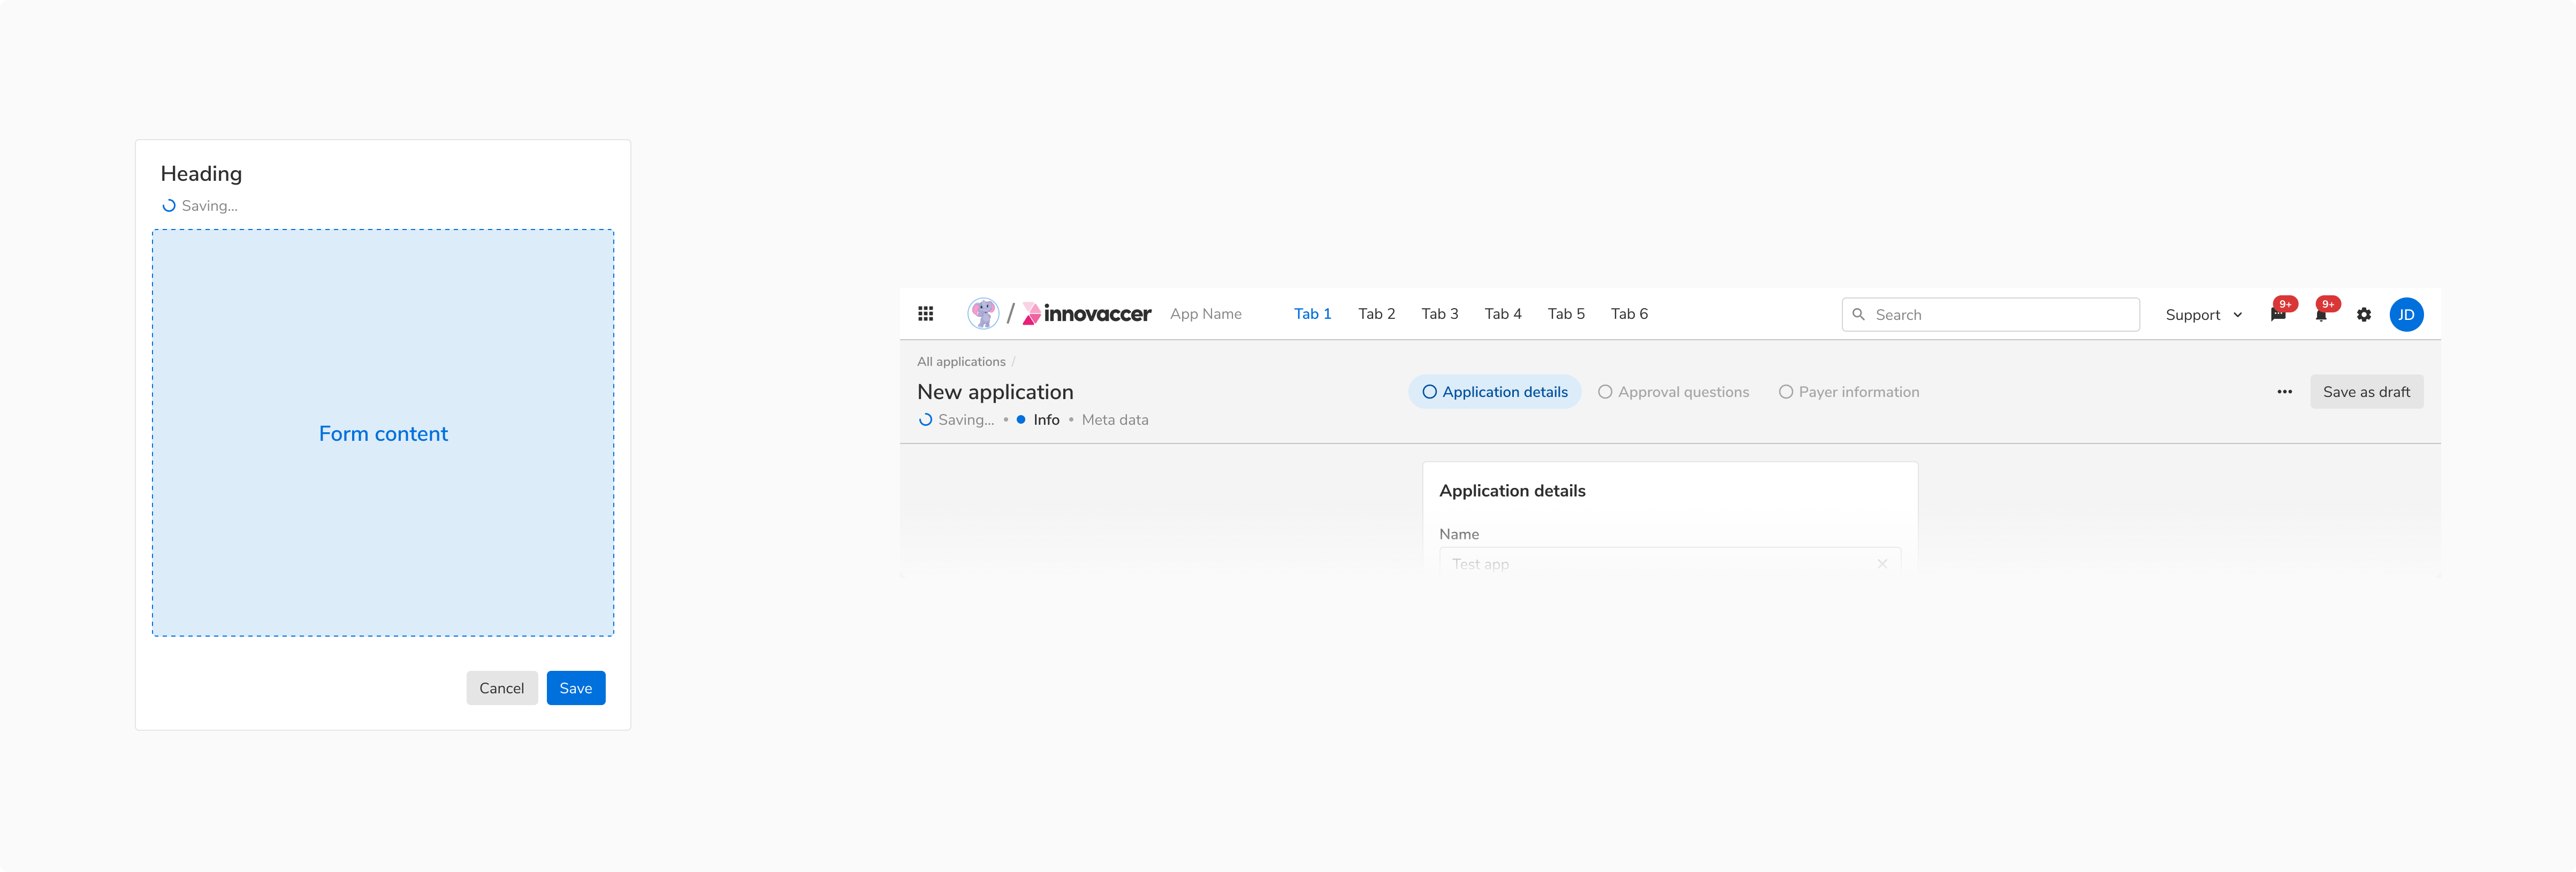 Heading
Saving...
Form content
Cancel Save
innovaccer App Name Tab 1 Tab 2 Tab 3 Tab 4 Tab 5 Tab 6 Search Support 9+ 9+ JD
All applications /
New application Application details Approval questions Payer information Save as draft
Saving... • Info • Meta data
Application details
Name
Test app